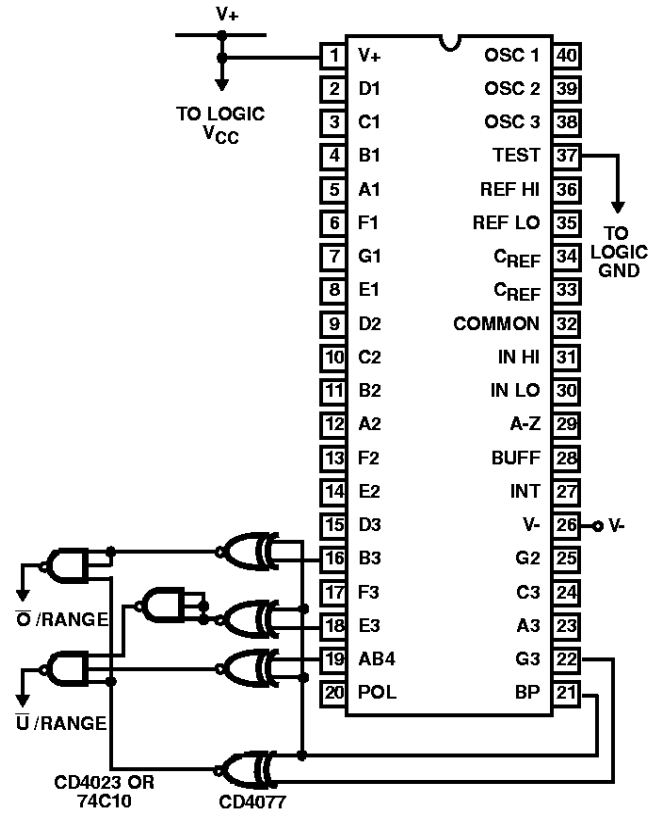 V+
TO LOGIC
VCC
1 V+ OSC 1 40
2 D1 OSC 2 39
3 C1 OSC 3 38
4 B1 TEST 37
5 A1 REF HI 36
6 F1 REF LO 35
7 G1 CREF 34
8 E1 CREF 33
9 D2 COMMON 32
10 C2 IN HI 31
11 B2 IN LO 30
12 A2 A-Z 29
13 F2 BUFF 28
14 E2 INT 27
15 D3 V- 26 V-
16 B3 G2 25
17 F3 C3 24
18 E3 A3 23
19 AB4 G3 22
20 POL BP 21
TO
LOGIC
GND
O̅ /RANGE
U̅ /RANGE
CD4023 OR
74C10
CD4077